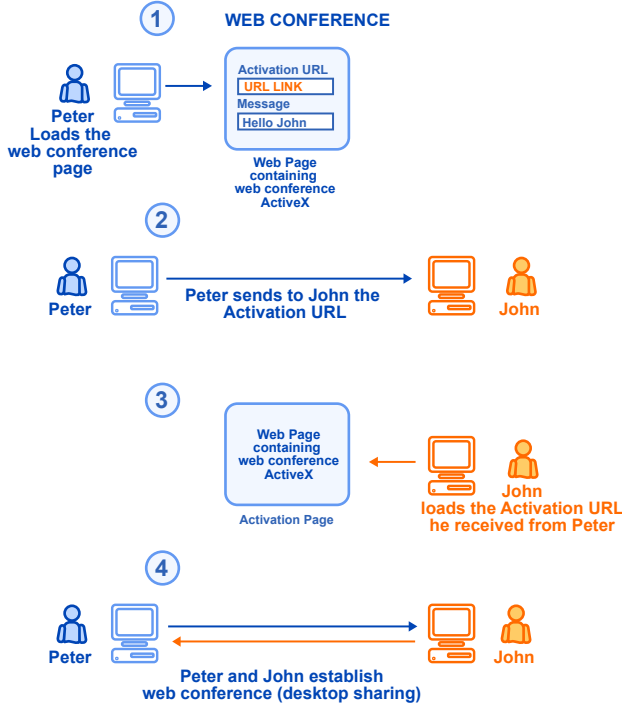 1
WEB CONFERENCE
Activation URL
URL LINK
Message
Hello John
Peter
Loads the
web conference
page
Web Page
containing
web conference
ActiveX
2
Peter
Peter sends to John the
Activation URL
John
3
Web Page
containing
web conference
ActiveX
Activation Page
John
loads the Activation URL
he received from Peter
4
Peter
John
Peter and John establish
web conference (desktop sharing)